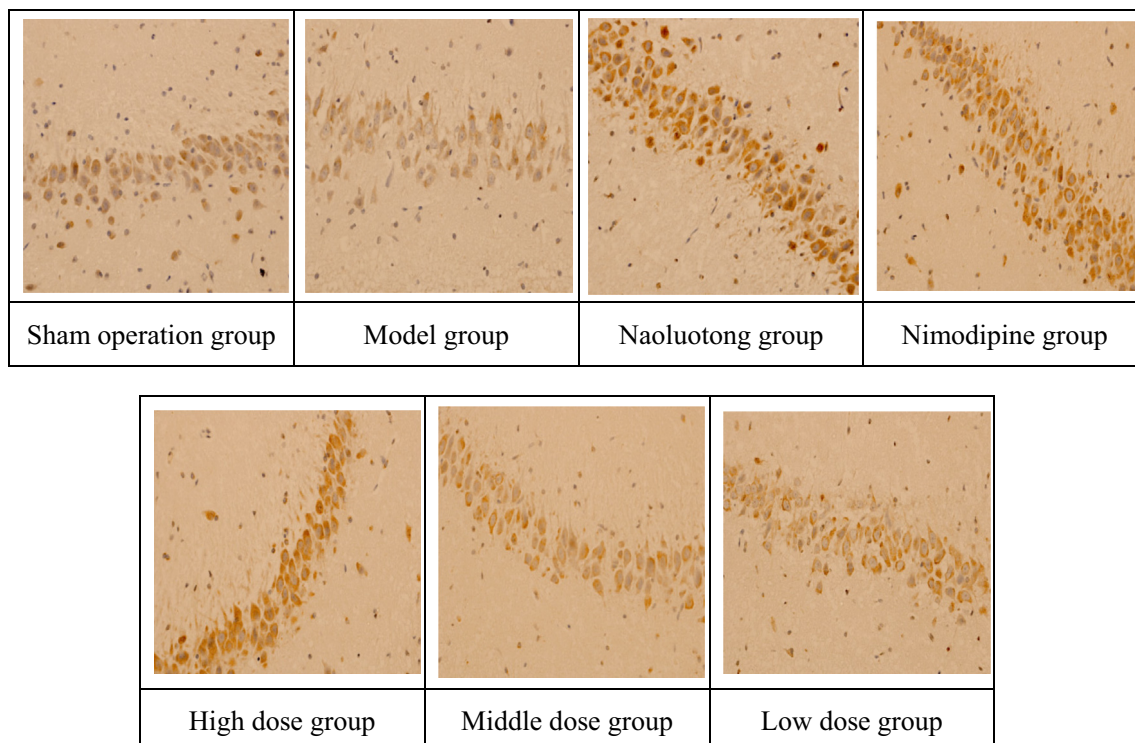 Sham operation group
Model group
Naoluotong group
Nimodipine group
High dose group
Middle dose group
Low dose group